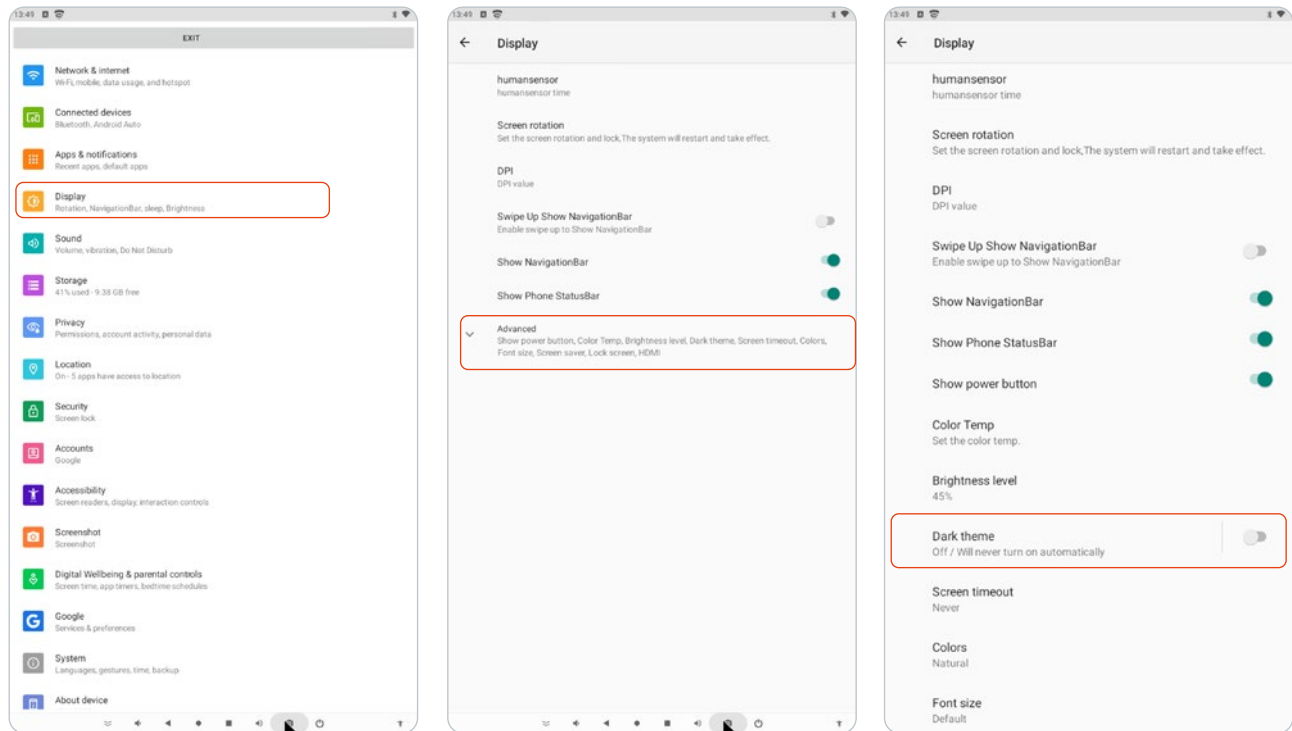 13:49
EXIT
Network & internet
Wi-Fi, mobile, data usage, and hotspot
Connected devices
Bluetooth, Android Auto
Apps & notifications
Recent apps, default apps
Display
Rotation, NavigationBar, sleep, Brightness
Sound
Volume, vibration, Do Not Disturb
Storage
41% used - 9.38 GB free
Privacy
Permissions, account activity, personal data
Location
On - 5 apps have access to location
Security
Screen lock
Accounts
Google
Accessibility
Screen readers, display, interaction controls
Screenshot
Screenshot
Digital Wellbeing & parental controls
Screen time, app timers, bedtime schedules
Google
Services & preferences
System
Languages, gestures, time, backup
About device
13:49
Display
humansensor
humansensor time
Screen rotation
Set the screen rotation and lock,The system will restart and take effect.
DPI
DPI value
Swipe Up Show NavigationBar
Enable swipe up to Show NavigationBar
Show NavigationBar
Show Phone StatusBar
Advanced
Show power button, Color Temp, Brightness level, Dark theme, Screen timeout, Colors,
Font size, Screen saver, Lock screen, HDMI
13:49
Display
humansensor
humansensor time
Screen rotation
Set the screen rotation and lock,The system will restart and take effect.
DPI
DPI value
Swipe Up Show NavigationBar
Enable swipe up to Show NavigationBar
Show NavigationBar
Show Phone StatusBar
Show power button
Color Temp
Set the color temp.
Brightness level
45%
Dark theme
Off / Will never turn on automatically
Screen timeout
Never
Colors
Natural
Font size
Default